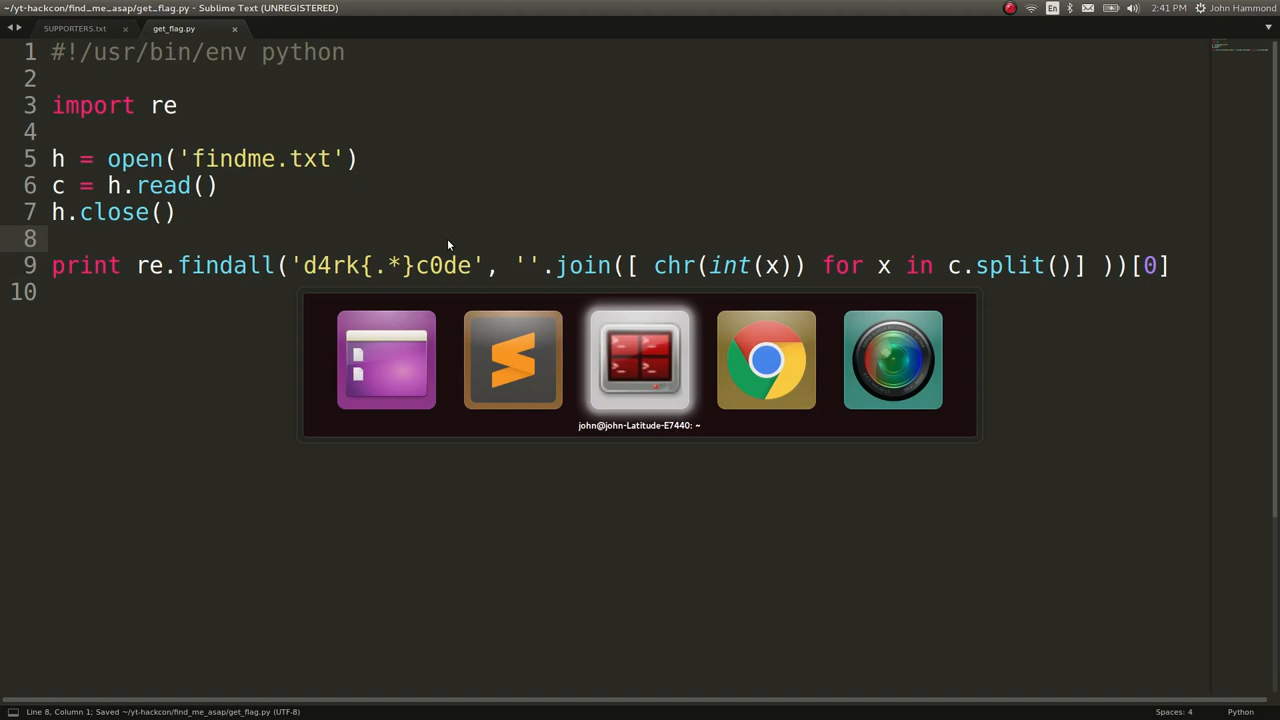 ~/yt-hackcon/find_me_asap/get_flag.py - Sublime Text (UNREGISTERED)
En
2:41 PM
John Hammond
SUPPORTERS.txt
get_flag.py
1 #!/usr/bin/env python
2
3 import re
4
5 h = open('findme.txt')
6 c = h.read()
7 h.close()
8
9 print re.findall('d4rk{.*}c0de', ''.join([ chr(int(x)) for x in c.split()] ))[0]
10
john@john-Latitude-E7440: ~
Line 8, Column 1; Saved ~/yt-hackcon/find_me_asap/get_flag.py (UTF-8)
Spaces: 4
Python